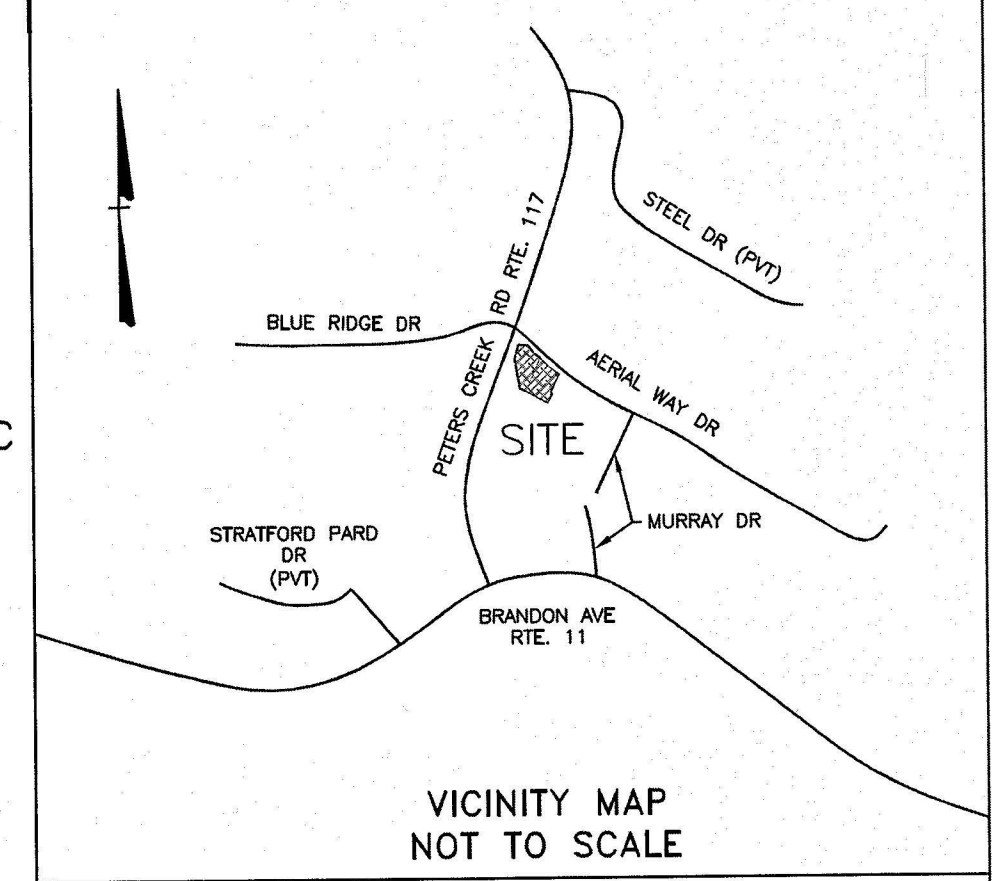 STEEL DR (PVT)
PETERS CREEK RD RTE. 117
BLUE RIDGE DR
AERIAL WAY DR
SITE
MURRAY DR
STRATFORD PARD
DR
(PVT)
BRANDON AVE
RTE. 11
VICINITY MAP
NOT TO SCALE